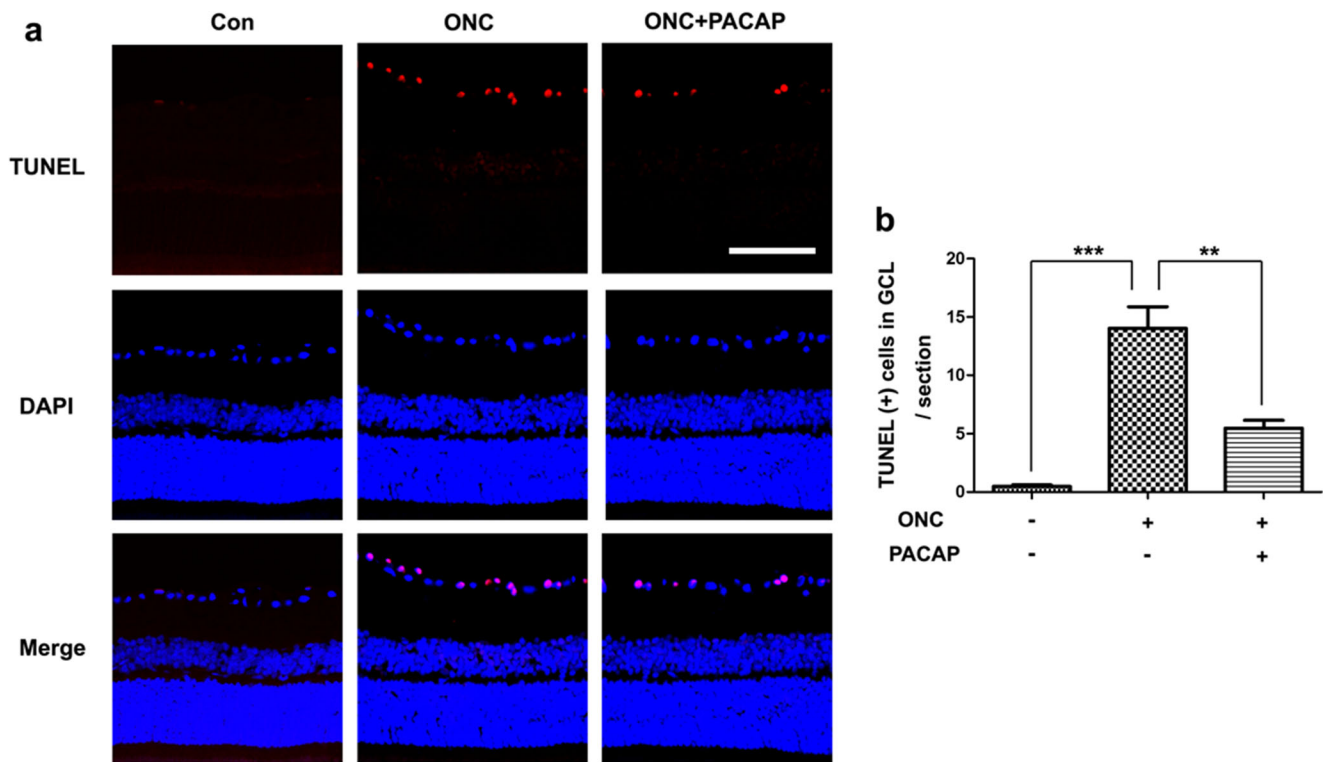 a
Con
ONC
ONC+PACAP
TUNEL
DAPI
Merge
b
TUNEL (+) cells in GCL
/ section
20
15
10
5
0
***
**
ONC - + +
PACAP - - +